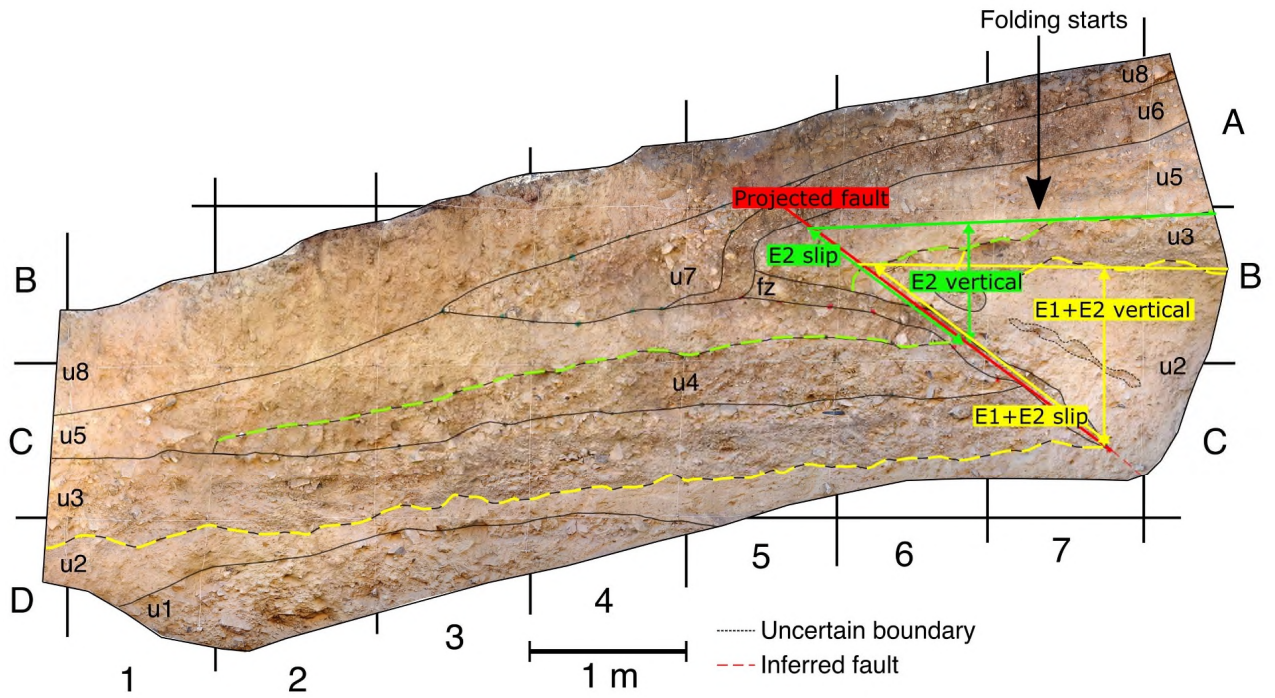 Folding starts
u8
u6
A
u5
Projected fault
u3
E2 slip
B
u7
E2 vertical
B
fz
E1+E2 vertical
u8
u2
u4
E1+E2 slip
C
u5
C
u3
u2
5
6
7
D
u1
4
3
Uncertain boundary
1
2
1 m
Inferred fault